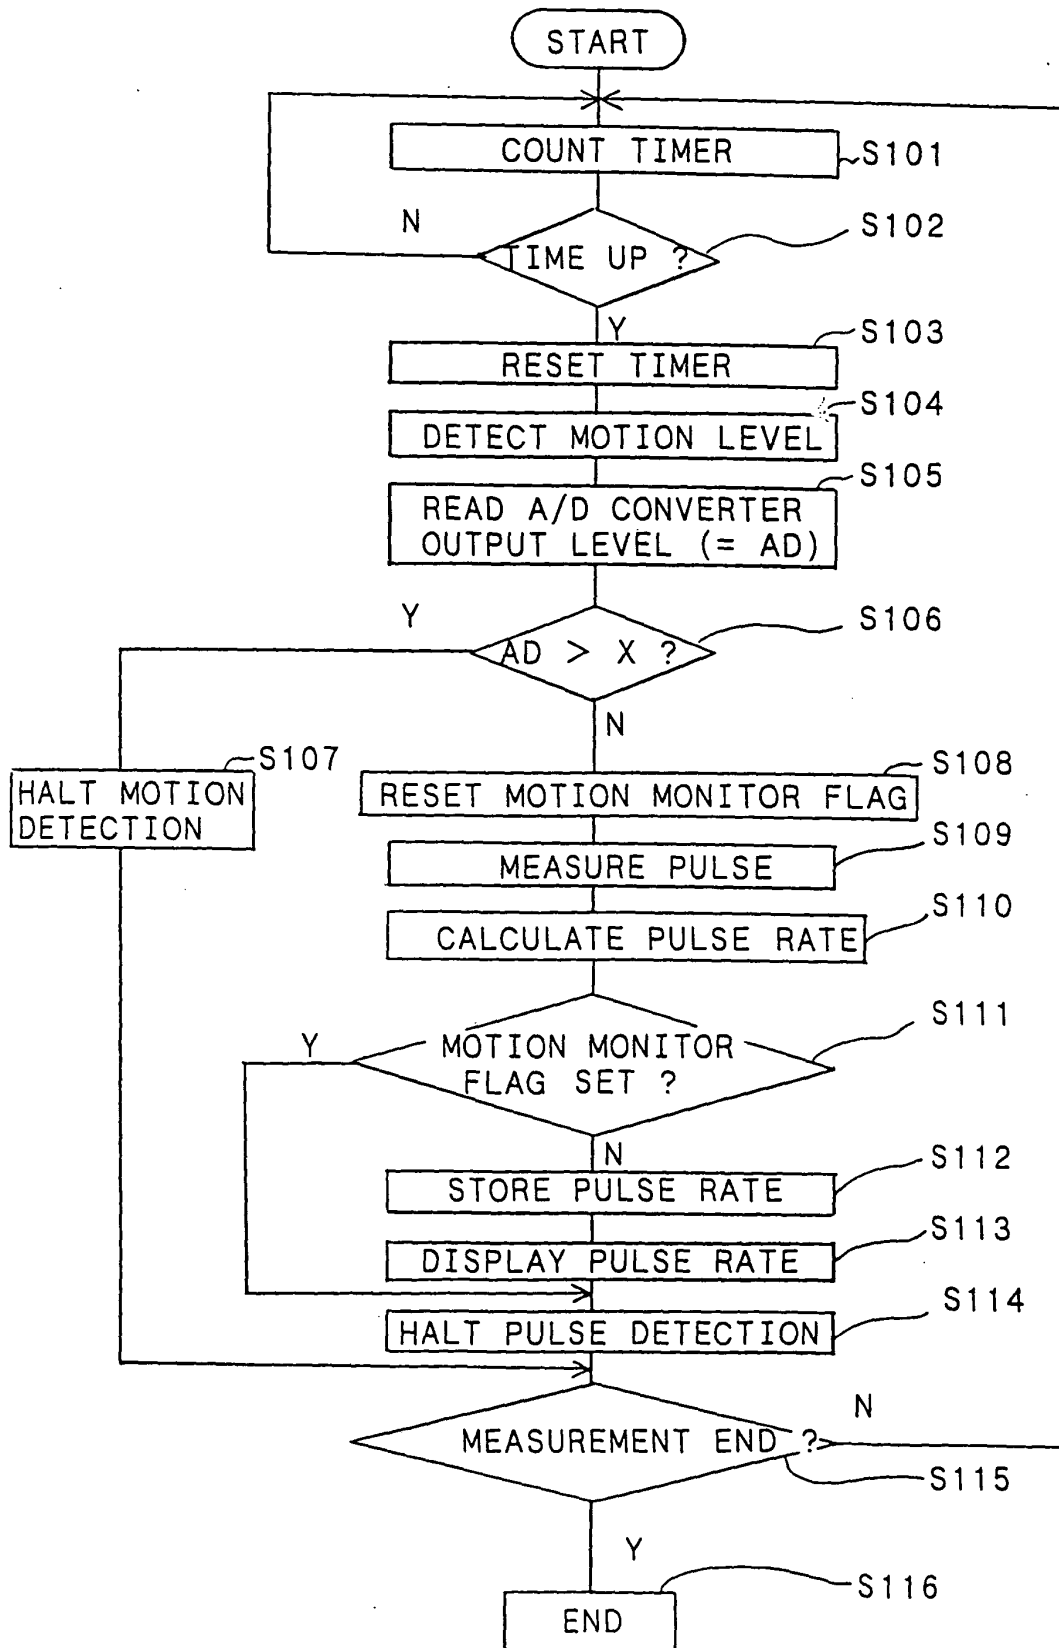 START
COUNT TIMER
S101
N
S102
TIME UP ?
Y
S103
RESET TIMER
S104
DETECT MOTION LEVEL
S105
READ A/D CONVERTER
OUTPUT LEVEL (= AD)
Y
S106
AD > X ?
N
S107
HALT MOTION
DETECTION
S108
RESET MOTION MONITOR FLAG
S109
MEASURE PULSE
S110
CALCULATE PULSE RATE
S111
Y
MOTION MONITOR
FLAG SET ?
N
S112
STORE PULSE RATE
S113
DISPLAY PULSE RATE
S114
HALT PULSE DETECTION
N
MEASUREMENT END ?
S115
Y
S116
END